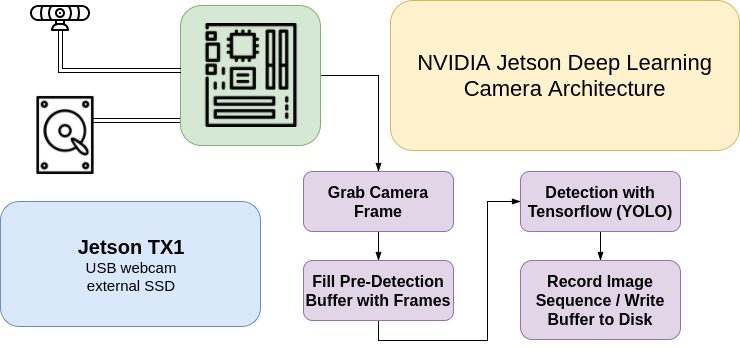 NVIDIA Jetson Deep Learning
Camera Architecture
Grab Camera
Frame
Detection with
Tensorflow (YOLO)
Jetson TX1
USB webcam
external SSD
Fill Pre-Detection
Buffer with Frames
Record Image
Sequence / Write
Buffer to Disk